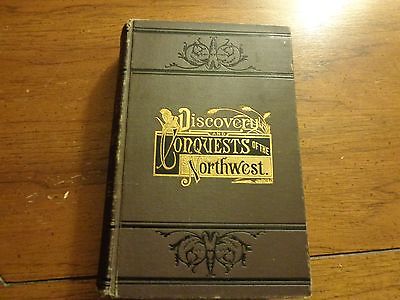 Discovery
AND
Conquests of the
Northwest.